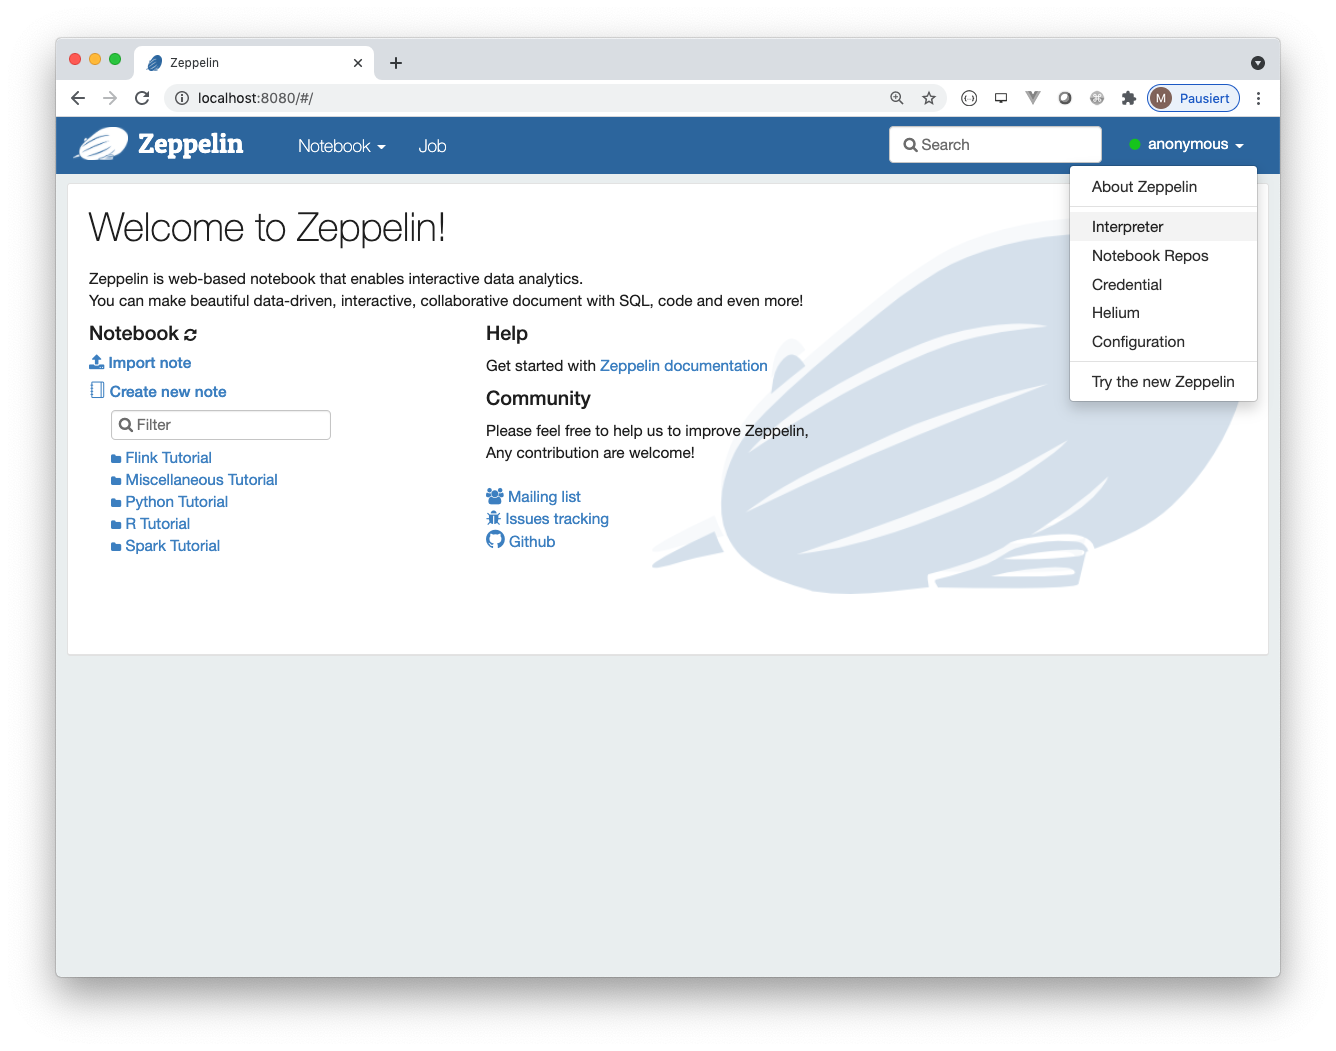 Zeppelin
localhost:8080/#/
M Pausiert
Zeppelin
Notebook
Job
Search
anonymous
About Zeppelin
Interpreter
Notebook Repos
Credential
Helium
Configuration
Try the new Zeppelin
Welcome to Zeppelin!
Zeppelin is web-based notebook that enables interactive data analytics.
You can make beautiful data-driven, interactive, collaborative document with SQL, code and even more!
Notebook
Import note
Create new note
Filter
Flink Tutorial
Miscellaneous Tutorial
Python Tutorial
R Tutorial
Spark Tutorial
Help
Get started with Zeppelin documentation
Community
Please feel free to help us to improve Zeppelin,
Any contribution are welcome!
Mailing list
Issues tracking
Github